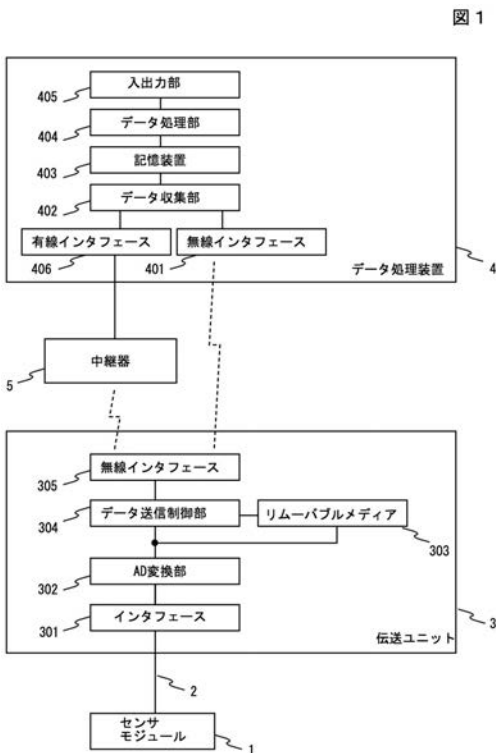 図1
入出力部
405
データ処理部
404
記憶装置
403
データ収集部
402
有線インタフェース
無線インタフェース
406
401
データ処理装置
4
中継器
5
無線インタフェース
305
データ送信制御部
リムーバブルメディア
304
303
AD変換部
302
インタフェース
301
伝送ユニット
3
2
センサ
モジュール
1